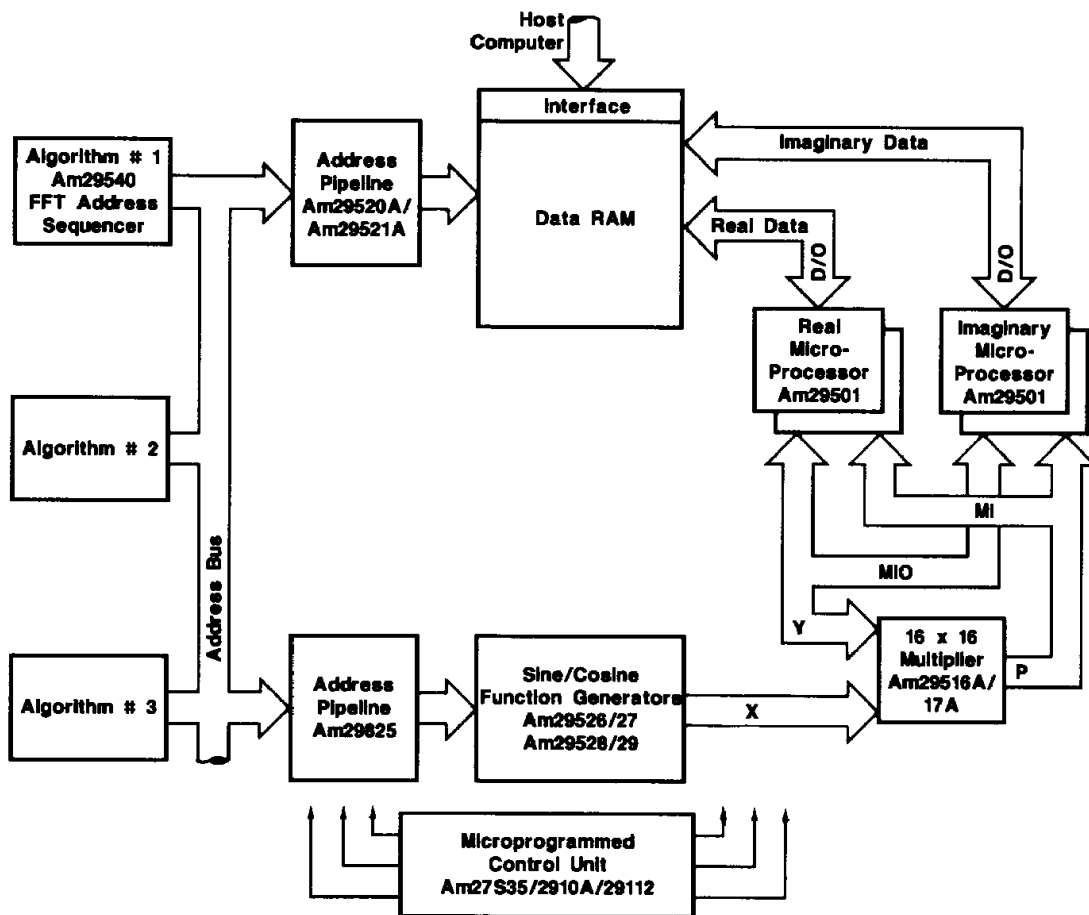 Host
Computer
Interface
Data RAM
Algorithm # 1
Am29540
FFT Address
Sequencer
Address
Pipeline
Am29520A/
Am29521A
Imaginary Data
Real Data
D/O
D/O
Real
Micro-
Processor
Am29501
Imaginary
Micro-
Processor
Am29501
Algorithm # 2
Address Bus
MI
MIO
Y
16 x 16
Multiplier
Am29516A/
17A
P
Algorithm # 3
Address
Pipeline
Am29825
Sine/Cosine
Function Generators
Am29526/27
Am29528/29
X
Microprogrammed
Control Unit
Am27S35/2910A/29112